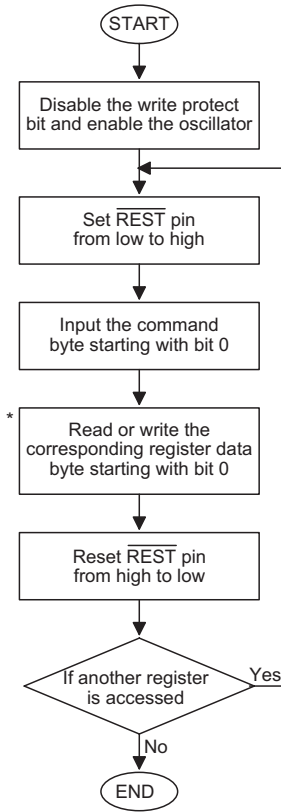 START
Disable the write protect
bit and enable the oscillator
Set REST pin
from low to high
Input the command
byte starting with bit 0
*
Read or write the
corresponding register data
byte starting with bit 0
Reset REST pin
from high to low
If another register
is accessed
Yes
No
END